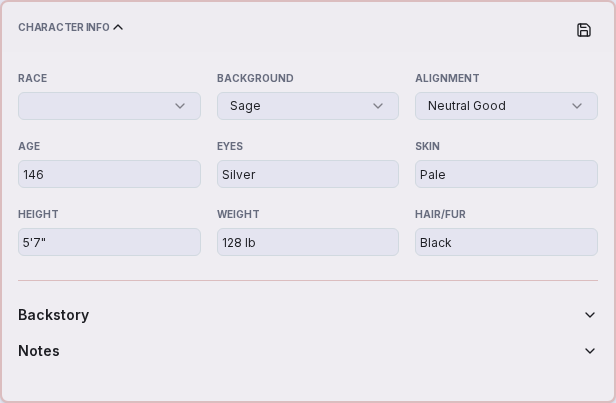 CHARACTER INFO
RACE BACKGROUND ALIGNMENT
Sage Neutral Good
AGE EYES SKIN
146 Silver Pale
HEIGHT WEIGHT HAIR/FUR
5'7" 128 lb Black
Backstory
Notes